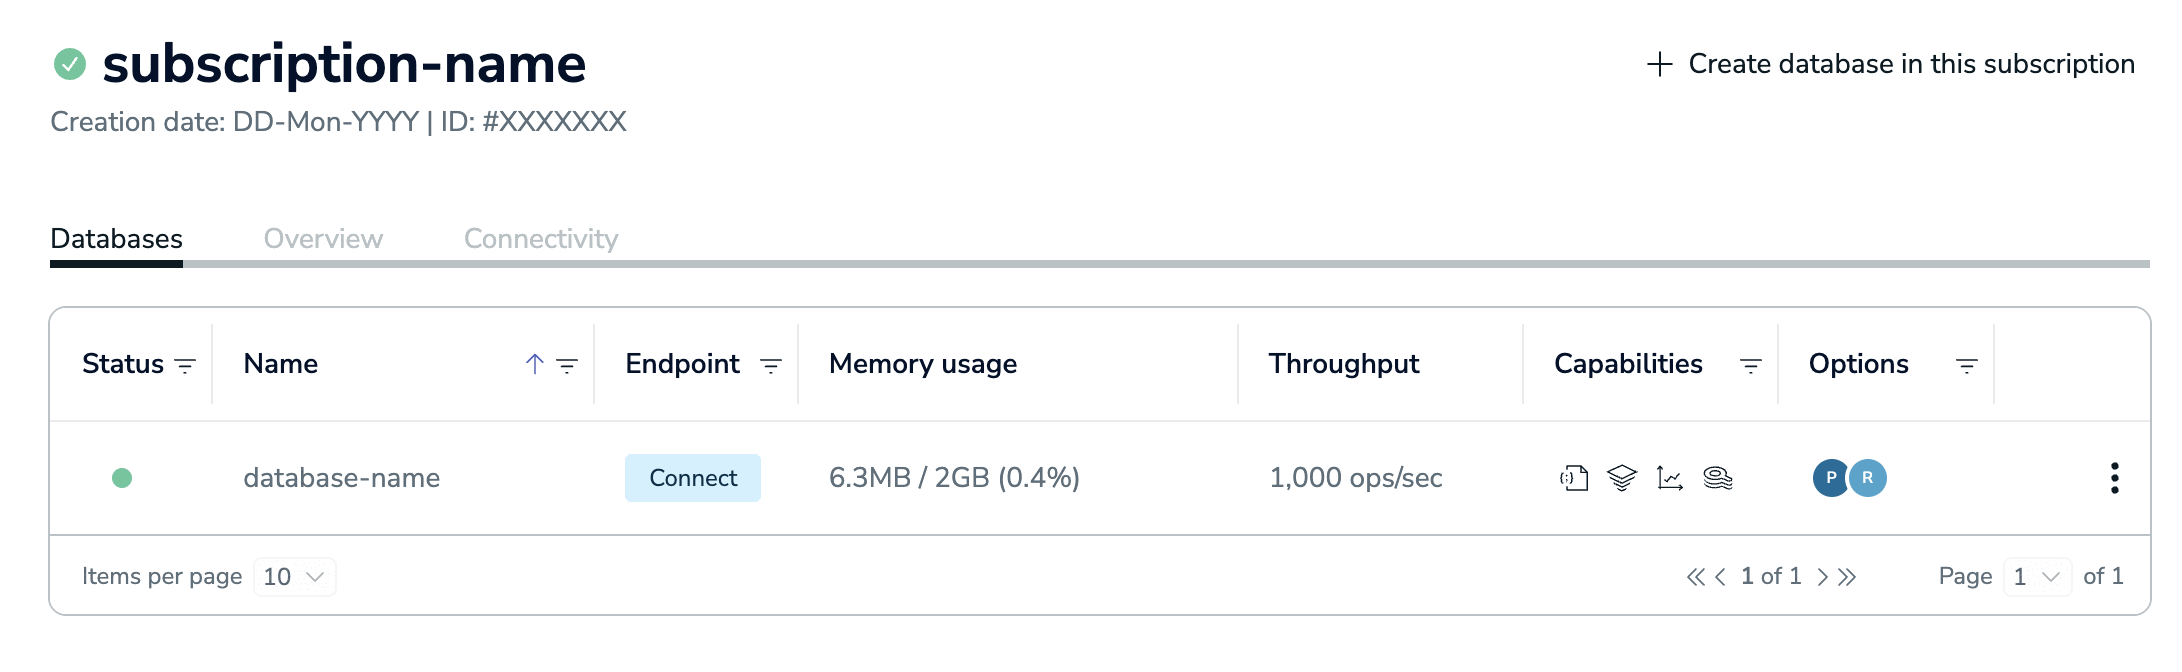 subscription-name
+ Create database in this subscription
Creation date: DD-Mon-YYYY | ID: #XXXXXXX
Databases Overview Connectivity
Status Name Endpoint Memory usage Throughput Capabilities Options
database-name Connect 6.3MB / 2GB (0.4%) 1,000 ops/sec P R
Items per page 10 1 of 1 Page 1 of 1